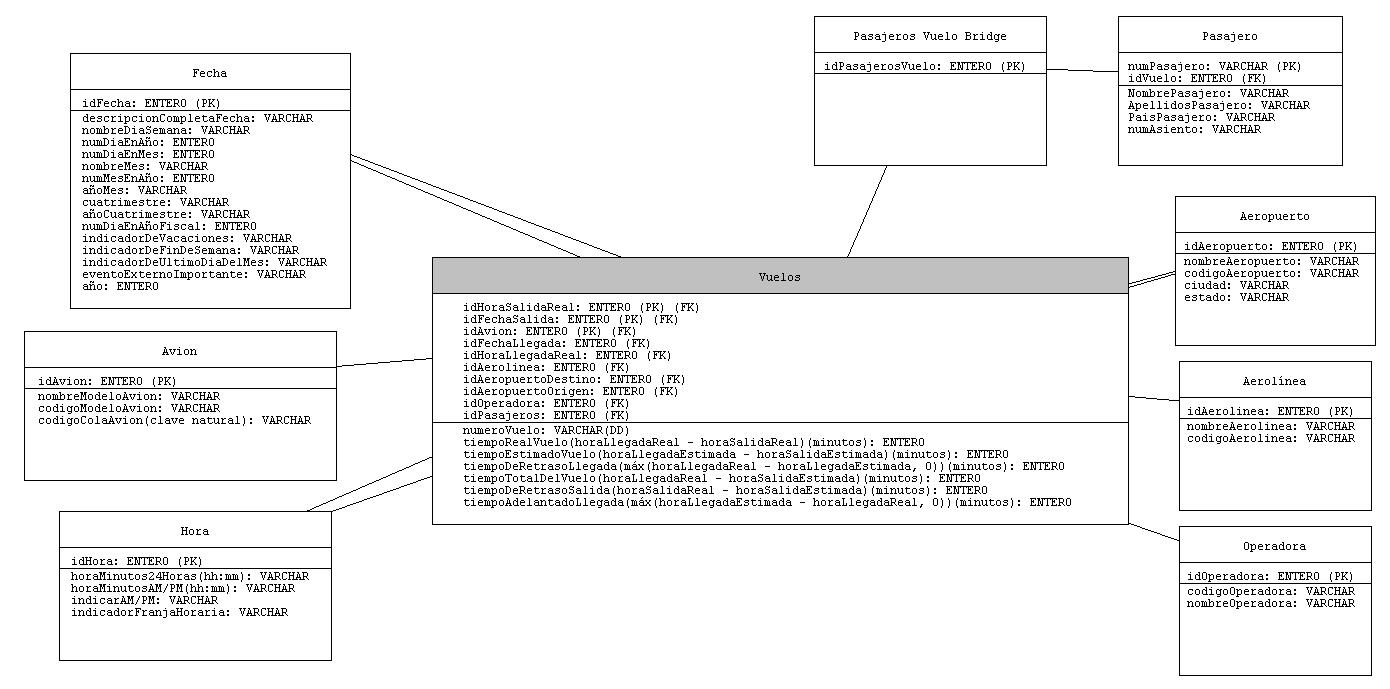 Fecha
idFecha: ENTERO (PK)
descripcionCompletaFecha: VARCHAR
nombreDiaSemana: VARCHAR
numDiaEnAño: ENTERO
numDiaEnMes: ENTERO
nombreMes: VARCHAR
numMesEnAño: ENTERO
añoMes: VARCHAR
cuatrimestre: VARCHAR
añoCuatrimestre: VARCHAR
numDiaEnAñoFiscal: ENTERO
indicadorDeVacaciones: VARCHAR
indicadorDeFinDeSemana: VARCHAR
indicadorDeUltimoDiaDelMes: VARCHAR
eventoExternoImportante: VARCHAR
año: ENTERO
Pasajeros Vuelo Bridge
idPasajerosVuelo: ENTERO (PK)
Pasajero
numPasajero: VARCHAR (PK)
idVuelo: ENTERO (FK)
NombrePasajero: VARCHAR
ApellidosPasajero: VARCHAR
PaisPasajero: VARCHAR
numAsiento: VARCHAR
Aeropuerto
idAeropuerto: ENTERO (PK)
nombreAeropuerto: VARCHAR
codigoAeropuerto: VARCHAR
ciudad: VARCHAR
estado: VARCHAR
Vuelos
idHoraSalidaReal: ENTERO (PK) (FK)
idFechaSalida: ENTERO (PK) (FK)
idAvion: ENTERO (PK) (FK)
idFechaLlegada: ENTERO (FK)
idHoraLlegadaReal: ENTERO (FK)
idAerolinea: ENTERO (FK)
idAeropuertoDestino: ENTERO (FK)
idAeropuertoOrigen: ENTERO (FK)
idOperadora: ENTERO (FK)
idPasajeros: ENTERO (FK)
numeroVuelo: VARCHAR(DD)
tiempoRealVuelo(horaLlegadaReal - horaSalidaReal)(minutos): ENTERO
tiempoEstimadoVuelo(horaLlegadaEstimada - horaSalidaEstimada)(minutos): ENTERO
tiempoDeRetrasoLlegada(máx(horaLlegadaReal - horaLlegadaEstimada, 0))(minutos): ENTERO
tiempoTotalDelVuelo(horaLlegadaReal - horaSalidaEstimada)(minutos): ENTERO
tiempoDeRetrasoSalida(horaSalidaReal - horaSalidaEstimada)(minutos): ENTERO
tiempoAdelantadoLlegada(máx(horaLlegadaEstimada - horaLlegadaReal, 0))(minutos): ENTERO
Avion
idAvion: ENTERO (PK)
nombreModeloAvion: VARCHAR
codigoModeloAvion: VARCHAR
codigoColaAvion(clave natural): VARCHAR
Aerolínea
idAerolinea: ENTERO (PK)
nombreAerolinea: VARCHAR
codigoAerolinea: VARCHAR
Hora
idHora: ENTERO (PK)
horaMinutos24Horas(hh:mm): VARCHAR
horaMinutosAM/PM(hh:mm): VARCHAR
indicarAM/PM: VARCHAR
indicadorFranjaHoraria: VARCHAR
Operadora
idOperadora: ENTERO (PK)
codigoOperadora: VARCHAR
nombreOperadora: VARCHAR